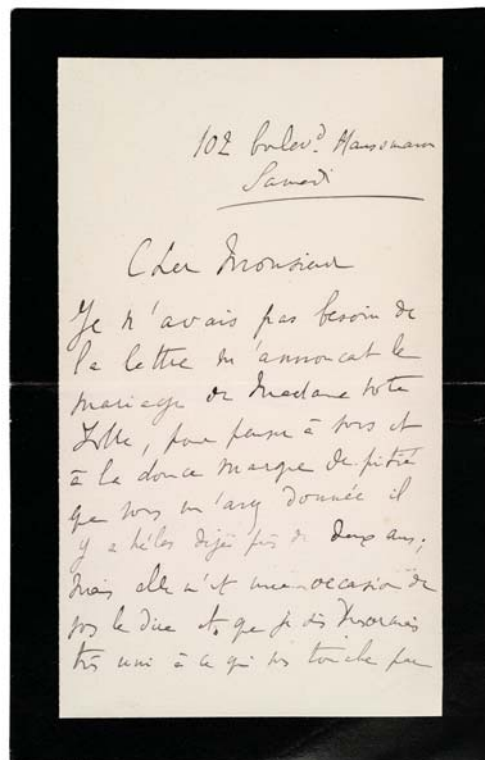 102 boulevd. Haussmann
Samedi
Cher Monsieur
Je n'avais pas besoin de
la lettre m'annonçat le
mariage de Madame votre
fille, pour penser à vous et
à la douce marque de pitié
que vous m'avez donnée il
y a hélas déjà près de deux ans;
mais elle m'est une occasion de
vous le dire et que je suis désormais
très uni à ce qui vous touche par